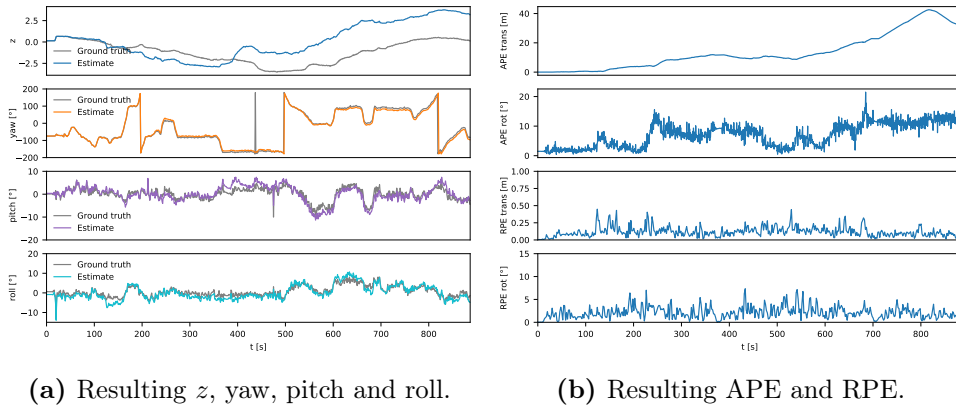 z
2.5
0.0
−2.5
Ground truth
Estimate
yaw [°]
200
100
0
−100
−200
Ground truth
Estimate
pitch [°]
10
0
−10
−20
Ground truth
Estimate
roll [°]
20
10
0
−10
Ground truth
Estimate
0 100 200 300 400 500 600 700 800
t [s]
APE trans [m]
40
20
0
APE rot [°]
20
10
0
RPE trans [m]
1.00
0.75
0.50
0.25
0.00
RPE rot [°]
15
10
5
0
0 100 200 300 400 500 600 700 800
t [s]
(a) Resulting z, yaw, pitch and roll.
(b) Resulting APE and RPE.